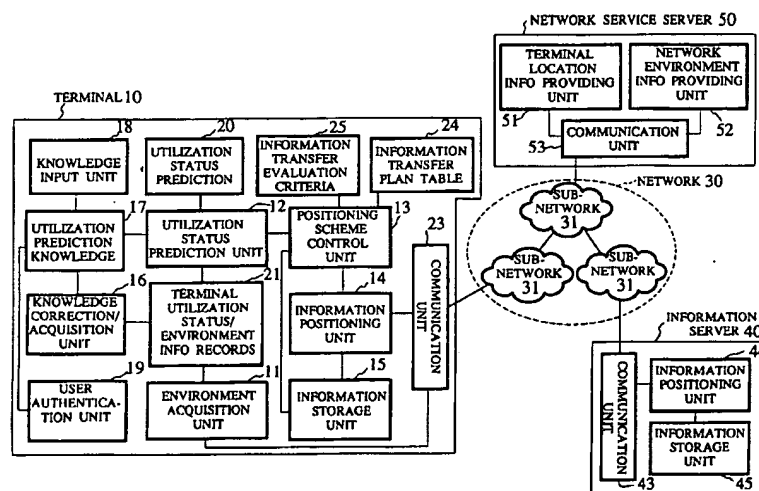 NETWORK SERVICE SERVER 50
TERMINAL
LOCATION
INFO PROVIDING
UNIT
NETWORK
ENVIRONMENT
INFO PROVIDING
UNIT
51
52
COMMUNICATION
UNIT
53
TERMINAL 10
18
KNOWLEDGE
INPUT UNIT
20
UTILIZATION
STATUS
PREDICTION
25
INFORMATION
TRANSFER
EVALUATION
CRITERIA
24
INFORMATION
TRANSFER
PLAN TABLE
17
UTILIZATION
PREDICTION
KNOWLEDGE
12
UTILIZATION
STATUS
PREDICTION UNIT
13
POSITIONING
SCHEME
CONTROL
UNIT
23
COMMUNICATION
UNIT
16
KNOWLEDGE
CORRECTION/
ACQUISITION
UNIT
21
TERMINAL
UTILIZATION
STATUS/
ENVIRONMENT
INFO RECORDS
14
INFORMATION
POSITIONING
UNIT
19
USER
AUTHENTICA-
TION UNIT
11
ENVIRONMENT
ACQUISITION
UNIT
15
INFORMATION
STORAGE
UNIT
NETWORK 30
SUB-
NETWORK
31
SUB-
NETWORK
31
SUB-
NETWORK
31
INFORMATION SERVER 40
COMMUNICATION
UNIT
43
INFORMATION
POSITIONING
UNIT
INFORMATION
STORAGE
UNIT
45